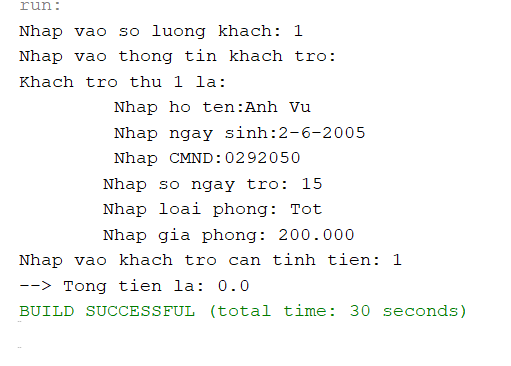 run:
Nhap vao so luong khach: 1
Nhap vao thong tin khach tro:
Khach tro thu 1 la:
Nhap ho ten:Anh Vu
Nhap ngay sinh:2-6-2005
Nhap CMND:0292050
Nhap so ngay tro: 15
Nhap loai phong: Tot
Nhap gia phong: 200.000
Nhap vao khach tro can tinh tien: 1
--> Tong tien la: 0.0
BUILD SUCCESSFUL (total time: 30 seconds)